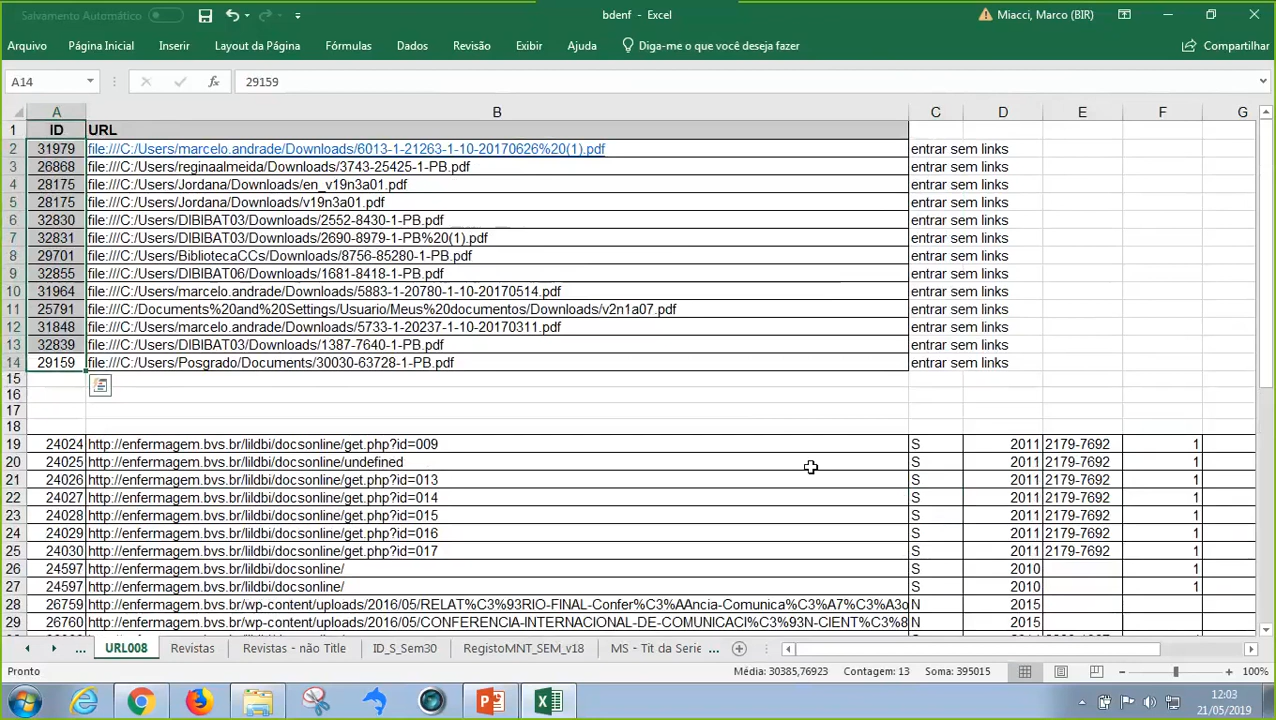 Salvamento Automático
bdenf - Excel
Miacci, Marco (BIR)
Arquivo Página Inicial Inserir Layout da Página Fórmulas Dados Revisão Exibir Ajuda Diga-me o que você deseja fazer Compartilhar
A14 fx 29159
A B C D E F G
1 ID URL
2 31979 file:///C:/Users/marcelo.andrade/Downloads/6013-1-21263-1-10-20170626%20(1).pdf entrar sem links
3 26868 file:///C:/Users/reginaalmeida/Downloads/3743-25425-1-PB.pdf entrar sem links
4 28175 file:///C:/Users/Jordana/Downloads/en_v19n3a01.pdf entrar sem links
5 28175 file:///C:/Users/Jordana/Downloads/v19n3a01.pdf entrar sem links
6 32830 file:///C:/Users/DIBIBAT03/Downloads/2552-8430-1-PB.pdf entrar sem links
7 32831 file:///C:/Users/DIBIBAT03/Downloads/2690-8979-1-PB%20(1).pdf entrar sem links
8 29701 file:///C:/Users/BibliotecaCCs/Downloads/8756-85280-1-PB.pdf entrar sem links
9 32855 file:///C:/Users/DIBIBAT06/Downloads/1681-8418-1-PB.pdf entrar sem links
10 31964 file:///C:/Users/marcelo.andrade/Downloads/5883-1-20780-1-10-20170514.pdf entrar sem links
11 25791 file:///C:/Documents%20and%20Settings/Usuario/Meus%20documentos/Downloads/v2n1a07.pdf entrar sem links
12 31848 file:///C:/Users/marcelo.andrade/Downloads/5733-1-20237-1-10-20170311.pdf entrar sem links
13 32839 file:///C:/Users/DIBIBAT03/Downloads/1387-7640-1-PB.pdf entrar sem links
14 29159 file:///C:/Users/Posgrado/Documents/30030-63728-1-PB.pdf entrar sem links
15
16
17
18
19 24024 http://enfermagem.bvs.br/lildbi/docsonline/get.php?id=009 S 2011 2179-7692 1
20 24025 http://enfermagem.bvs.br/lildbi/docsonline/undefined S 2011 2179-7692 1
21 24026 http://enfermagem.bvs.br/lildbi/docsonline/get.php?id=013 S 2011 2179-7692 1
22 24027 http://enfermagem.bvs.br/lildbi/docsonline/get.php?id=014 S 2011 2179-7692 1
23 24028 http://enfermagem.bvs.br/lildbi/docsonline/get.php?id=015 S 2011 2179-7692 1
24 24029 http://enfermagem.bvs.br/lildbi/docsonline/get.php?id=016 S 2011 2179-7692 1
25 24030 http://enfermagem.bvs.br/lildbi/docsonline/get.php?id=017 S 2011 2179-7692 1
26 24597 http://enfermagem.bvs.br/lildbi/docsonline/ S 2010 1
27 24597 http://enfermagem.bvs.br/lildbi/docsonline/ S 2010 1
28 26759 http://enfermagem.bvs.br/wp-content/uploads/2016/05/RELAT%C3%93RIO-FINAL-Confer%C3%AAncia-Comunica%C3%A7%C3%A3o N 2015
29 26760 http://enfermagem.bvs.br/wp-content/uploads/2016/05/CONFERENCIA-INTERNACIONAL-DE-COMUNICACI%C3%93N-CIENT%C3%8 N 2015
... URL008 Revistas Revistas - não Title ID_S_Sem30 RegistoMNT_SEM_v18 MS - Tit da Serie ...
Pronto Média: 30385,76923 Contagem: 13 Soma: 395015 100%
12:03
21/05/2019